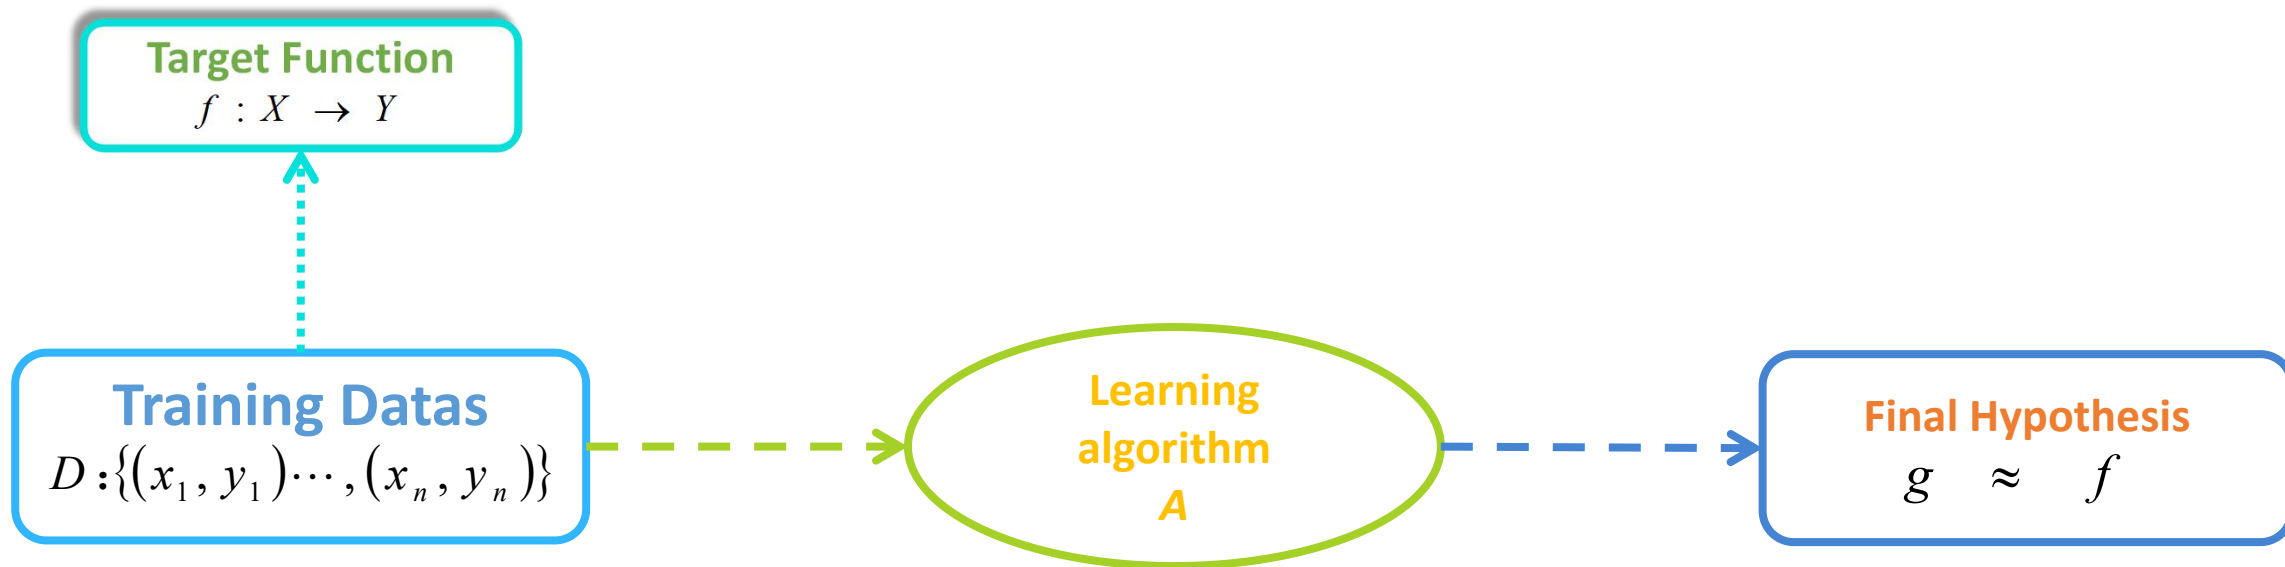 Target Function
f : X → Y
Training Datas
D:{(x₁, y₁)⋯,(xₙ, yₙ)}
Learning
algorithm
A
Final Hypothesis
g ≈ f